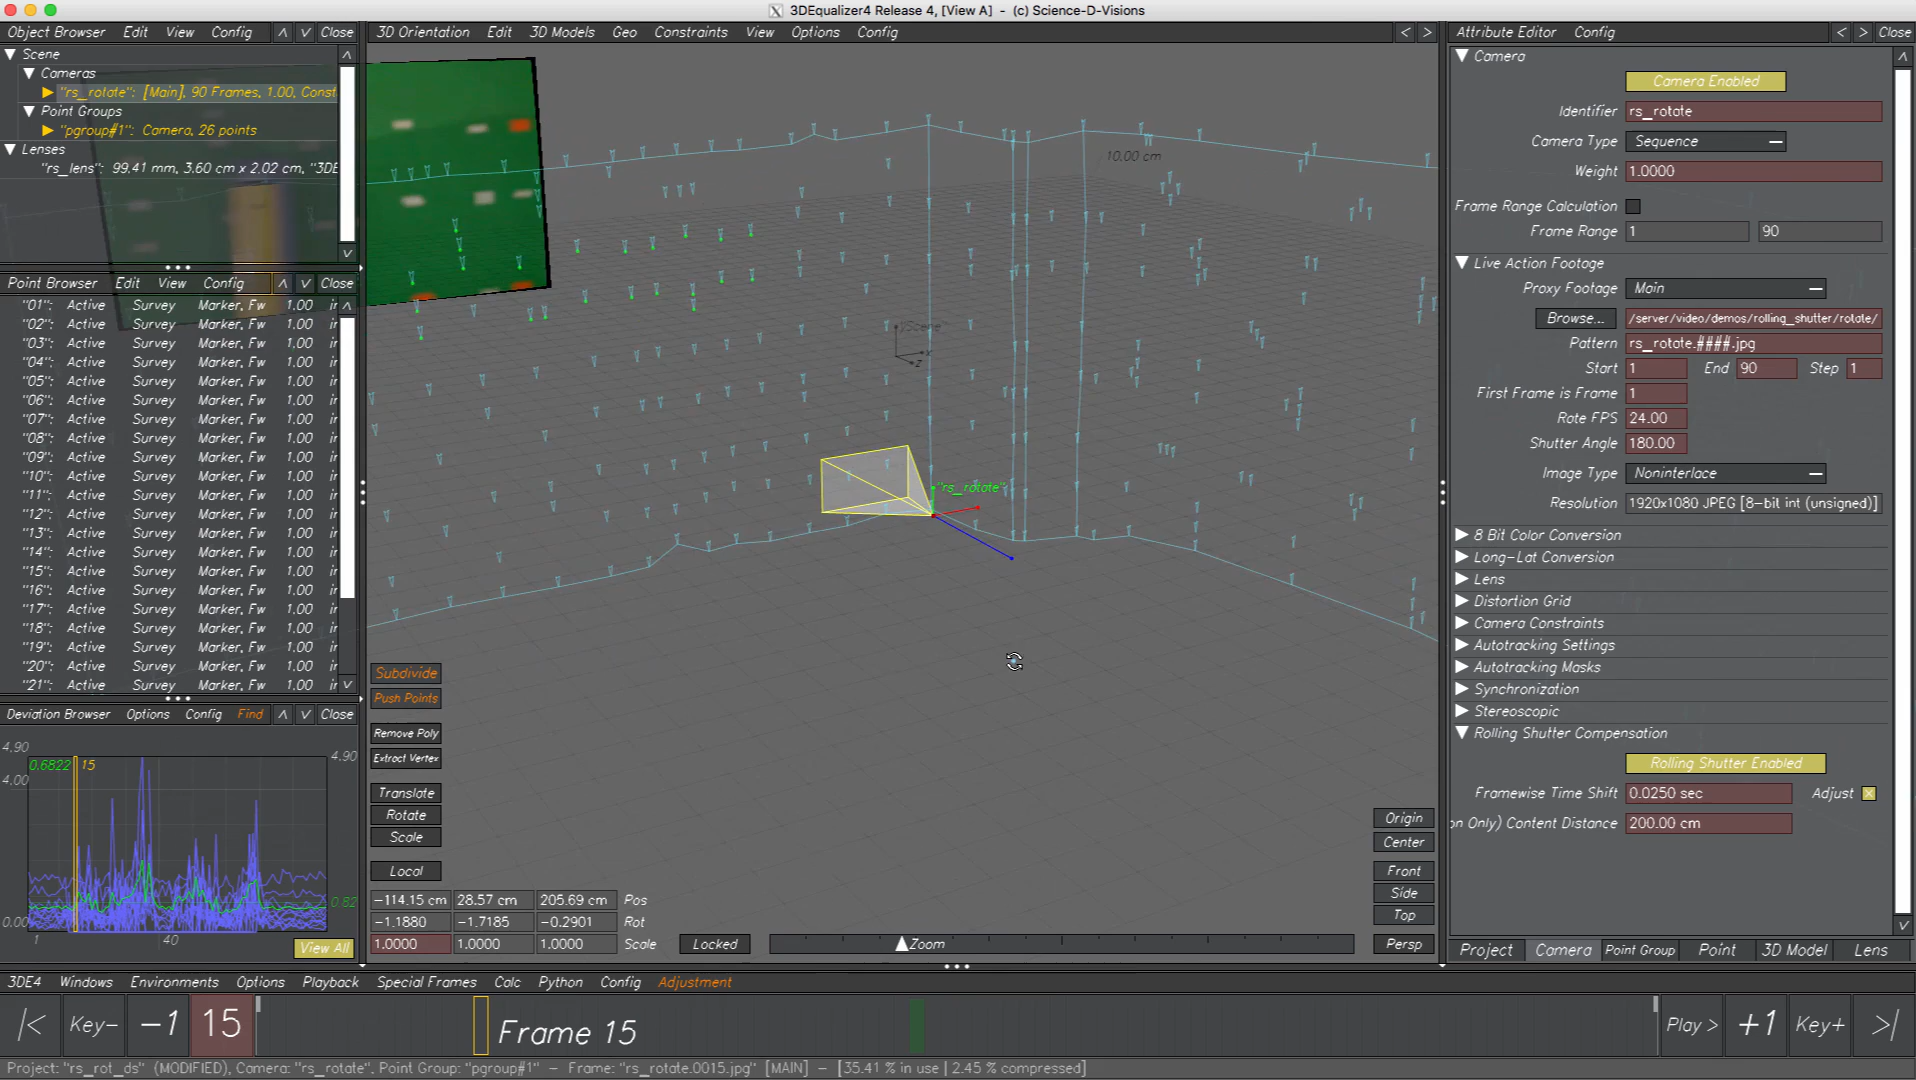 3DEqualizer4 Release 4, [View A]  -  (c) Science-D-Visions
Object Browser Edit View Config Close
Scene
Cameras
"rs_rotate": [Main], 90 Frames, 1.00, Const
Point Groups
"pgroup#1": Camera, 26 points
Lenses
"rs_lens": 99.41 mm, 3.60 cm x 2.02 cm, "3DE
Point Browser Edit View Config Close
"01": Active Survey Marker, Fw 1.00
"02": Active Survey Marker, Fw 1.00
"03": Active Survey Marker, Fw 1.00
"04": Active Survey Marker, Fw 1.00
"05": Active Survey Marker, Fw 1.00
"06": Active Survey Marker, Fw 1.00
"07": Active Survey Marker, Fw 1.00
"08": Active Survey Marker, Fw 1.00
"09": Active Survey Marker, Fw 1.00
"10": Active Survey Marker, Fw 1.00
"11": Active Survey Marker, Fw 1.00
"12": Active Survey Marker, Fw 1.00
"13": Active Survey Marker, Fw 1.00
"14": Active Survey Marker, Fw 1.00
"15": Active Survey Marker, Fw 1.00
"16": Active Survey Marker, Fw 1.00
"17": Active Survey Marker, Fw 1.00
"18": Active Survey Marker, Fw 1.00
"19": Active Survey Marker, Fw 1.00
"20": Active Survey Marker, Fw 1.00
"21": Active Survey Marker, Fw 1.00
Deviation Browser Options Config Find Close
4.90 4.90
0.6822 15
4.00
0.82
0.00
1 40
View All
3D Orientation Edit 3D Models Geo Constraints View Options Config < >
10.00 cm
"Scene"
x
z
"rs_rotate"
Subdivide
Push Points
Remove Poly
Extract Vertex
Translate
Rotate
Scale
Local
-114.15 cm 28.57 cm 205.69 cm Pos
-1.1880 -1.7185 -0.2901 Rot
1.0000 1.0000 1.0000 Scale Locked Zoom
Origin
Center
Front
Side
Top
Persp
Attribute Editor Config < > Close
Camera
Camera Enabled
Identifier rs_rotate
Camera Type Sequence
Weight 1.0000
Frame Range Calculation
Frame Range 1 90
Live Action Footage
Proxy Footage Main
Browse... /server/video/demos/rolling_shutter/rotate/
Pattern rs_rotate.####.jpg
Start 1 End 90 Step 1
First Frame is Frame 1
Rate FPS 24.00
Shutter Angle 180.00
Image Type Noninterlace
Resolution 1920x1080 JPEG [8-bit int (unsigned)]
8 Bit Color Conversion
Long-Lat Conversion
Lens
Distortion Grid
Camera Constraints
Autotracking Settings
Autotracking Masks
Synchronization
Stereoscopic
Rolling Shutter Compensation
Rolling Shutter Enabled
Framewise Time Shift 0.0250 sec Adjust
on Only) Content Distance 200.00 cm
Project Camera Point Group Point 3D Model Lens
3DE4 Windows Environments Options Playback Special Frames Calc Python Config Adjustment
|< Key- -1 15 Frame 15 Play > +1 Key+ >|
Project: "rs_rot_ds" (MODIFIED), Camera: "rs_rotate", Point Group: "pgroup#1" - Frame: "rs_rotate.0015.jpg" [MAIN] - [35.41 % in use | 2.45 % compressed]